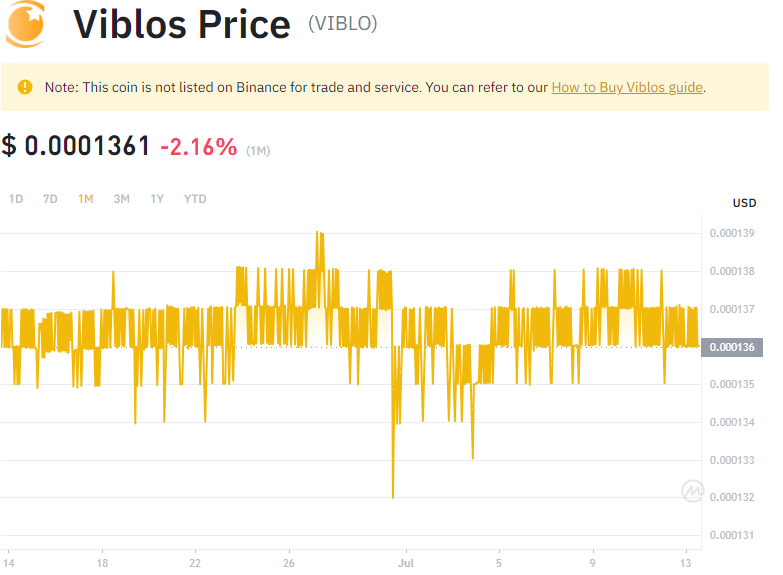 Viblos Price (VIBLO)
Note: This coin is not listed on Binance for trade and service. You can refer to our How to Buy Viblos guide.
$ 0.0001361 -2.16% (1M)
1D 7D 1M 3M 1Y YTD
USD
0.000139
0.000138
0.000137
0.000136
0.000135
0.000134
0.000133
0.000132
0.000131
14 18 22 26 Jul 5 9 13